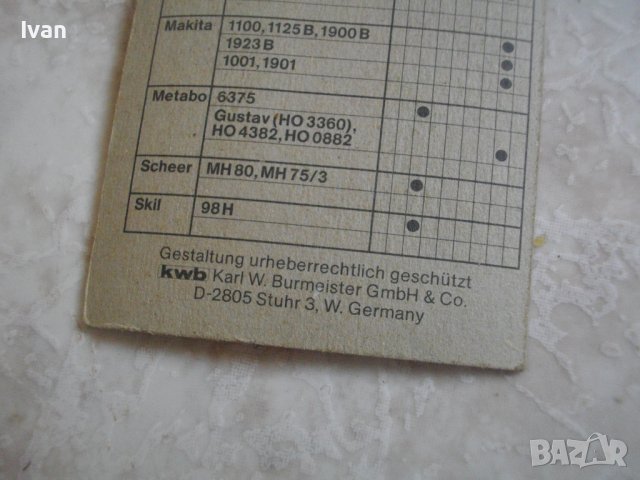 Ivan
Makita 1100, 1125 B, 1900 B
1923 B
1001, 1901
Metabo 6375
Gustav (HO 3360),
HO 4382, HO 0882
Scheer MH 80, MH 75/3
Skil 98 H
Gestaltung urheberrechtlich geschützt
kwb Karl W. Burmeister GmbH & Co.
D-2805 Stuhr 3, W. Germany
BAZAR